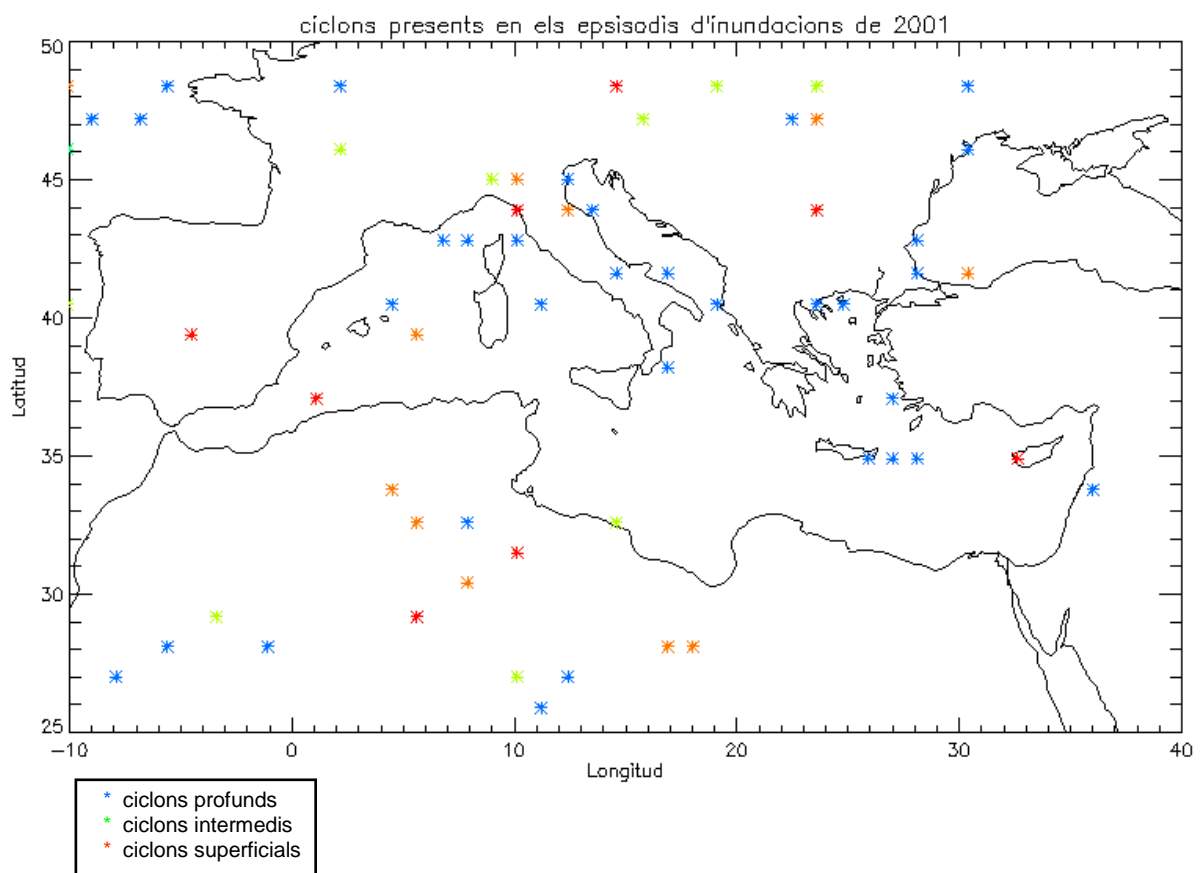 ciclons presents en els epsisodis d'inundacions de 2001
50
45
40
35
30
25
Latitud
-10
0
10
20
30
40
Longitud
* ciclons profunds
* ciclons intermedis
* ciclons superficials